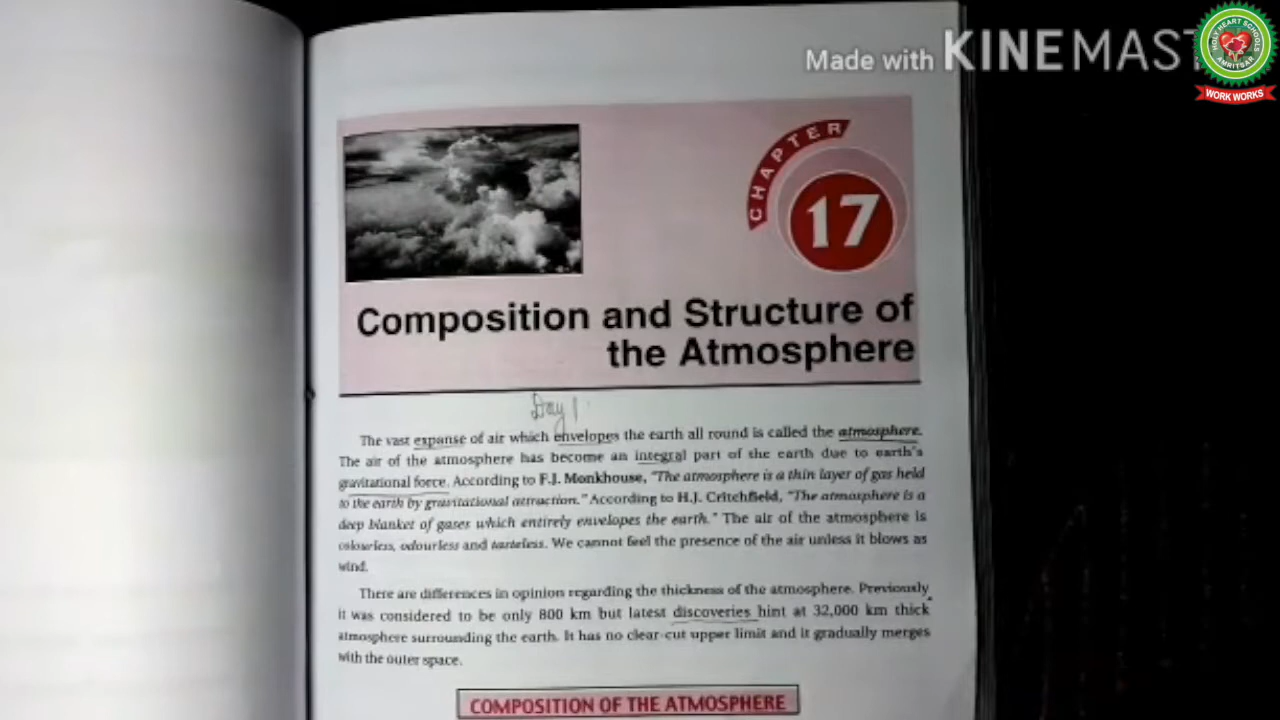 Made with KINEMAST
HOLY HEART SCHOOLS
AMRITSAR
WORK WORKS
CHAPTER
17
Composition and Structure of
the Atmosphere
Day 1
The vast expanse of air which envelopes the earth all round is called the atmosphere.
The air of the atmosphere has become an integral part of the earth due to earth's
gravitational force. According to F.J. Monkhouse, "The atmosphere is a thin layer of gas held
to the earth by gravitational attraction." According to H.J. Critchfield, "The atmosphere is a
deep blanket of gases which entirely envelopes the earth." The air of the atmosphere is
colourless, odourless and tasteless. We cannot feel the presence of the air unless it blows as
wind.
There are differences in opinion regarding the thickness of the atmosphere. Previously
it was considered to be only 800 km but latest discoveries hint at 32,000 km thick
atmosphere surrounding the earth. It has no clear-cut upper limit and it gradually merges
with the outer space.
COMPOSITION OF THE ATMOSPHERE